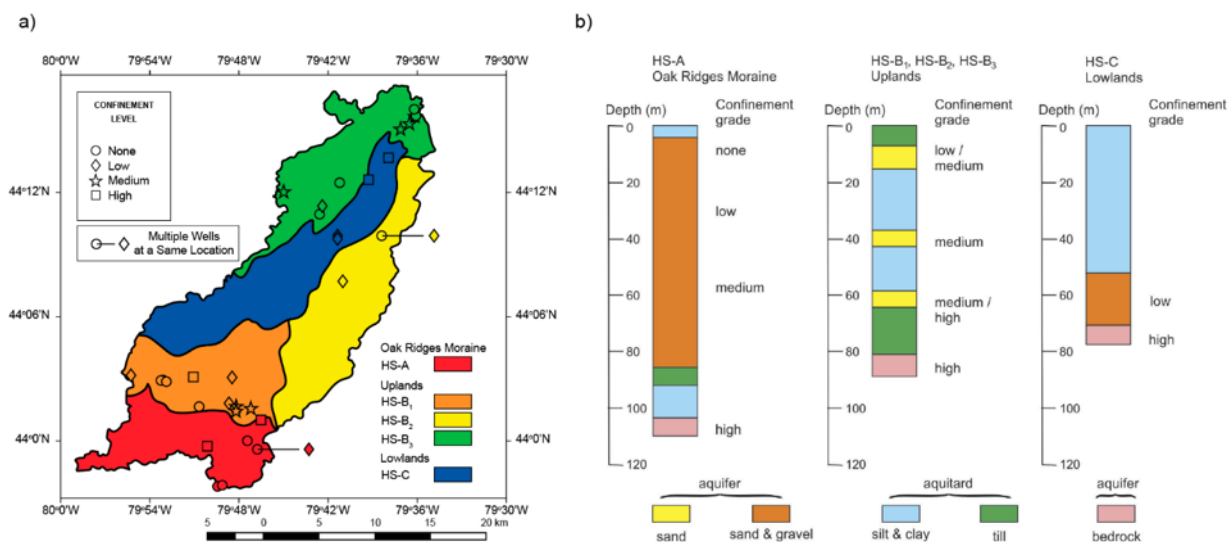 a)
80°0'W 79°54'W 79°48'W 79°42'W 79°36'W 79°30'W
CONFINEMENT
LEVEL
None
Low
Medium
High
Multiple Wells
at a Same Location
44°12'N
44°12'N
44°06'N
44°06'N
44°0'N
44°0'N
Oak Ridges Moraine
HS-A
Uplands
HS-B₁
HS-B₂
HS-B₃
Lowlands
HS-C
80°0'W 79°54'W 79°48'W 79°42'W 79°36'W 79°30'W
5 0 5 10 15 20 km
b)
HS-A
Oak Ridges Moraine
Depth (m)
Confinement
grade
0
20
40
60
80
100
120
none
low
medium
high
HS-B₁, HS-B₂, HS-B₃
Uplands
Depth (m)
Confinement
grade
0
20
40
60
80
100
120
low /
medium
medium
medium /
high
high
HS-C
Lowlands
Depth (m)
Confinement
grade
0
20
40
60
80
100
120
low
high
aquifer
sand
sand & gravel
aquitard
silt & clay
till
aquifer
bedrock